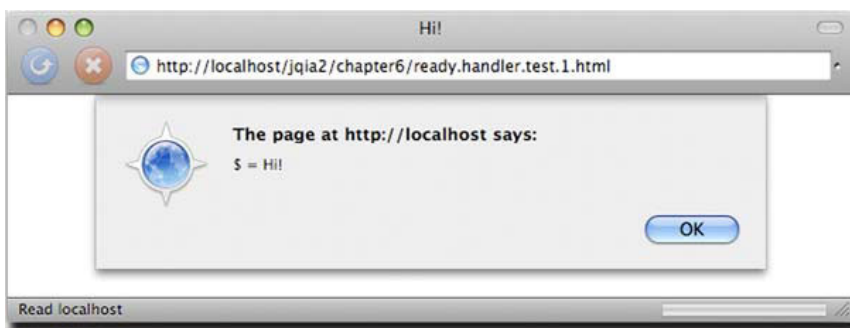 Hi!
http://localhost/jqia2/chapter6/ready.handler.test.1.html
The page at http://localhost says:
$ = Hi!
OK
Read localhost